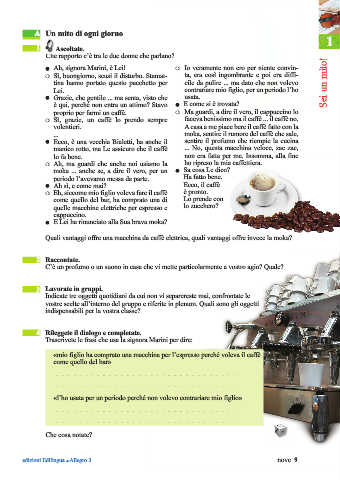 A Un mito di ogni giorno
1 Ascoltate.
Che rapporto c'è tra le due donne che parlano?
● Ah, signora Marini, è Lei!
○ Sì, buongiorno, scusi il disturbo. Stamat-
tina hanno portato questo pacchetto per
Lei.
● Grazie, che gentile ... ma senta, visto che
è qui, perché non entra un attimo? Stavo
proprio per farmi un caffè.
○ Sì, grazie, un caffè lo prendo sempre
volentieri.
...
● Ecco, è una vecchia Bialetti, ha anche il
manico rotto, ma Le assicuro che il caffè
lo fa bene.
○ Ah, ma guardi che anche noi usiamo la
moka ... anche se, a dire il vero, per un
periodo l'avevamo messa da parte.
● Ah sì, e come mai?
○ Eh, siccome mio figlio voleva fare il caffè
come quello del bar, ha comprato una di
quelle macchine elettriche per espresso e
cappuccino.
● E Lei ha rinunciato alla Sua brava moka?
○ Io veramente non ero per niente convin-
ta, era così ingombrante e poi era diffi-
cile da pulire ... ma dato che non volevo
contrariare mio figlio, per un periodo l'ho
usata.
● E come si è trovata?
○ Ma guardi, a dire il vero, il cappuccino lo
faceva benissimo ma il caffè ... il caffè no.
A casa a me piace bere il caffè fatto con la
moka, sentire il rumore del caffè che sale,
sentire il profumo che riempie la cucina
... No, questa macchina veloce, zac zac,
non era fatta per me. Insomma, alla fine
ho ripreso la mia caffettiera.
● Sa cosa Le dico?
Ha fatto bene.
Ecco, il caffè
è pronto.
Lo prende con
lo zucchero?
Quali vantaggi offre una macchina da caffè elettrica, quali vantaggi offre invece la moka?
2 Raccontate.
C'è un profumo o un suono in casa che vi mette particolarmente a vostro agio? Quale?
3 Lavorate in gruppi.
Indicate tre oggetti quotidiani da cui non vi separereste mai, confrontate le
vostre scelte all'interno del gruppo e riferite in plenum. Quali sono gli oggetti
indispensabili per la vostra classe?
4 Rileggete il dialogo e completate.
Trascrivete le frasi che usa la signora Marini per dire:
«mio figlio ha comprato una macchina per l'espresso perché voleva il caffè
come quello del bar»
«l'ho usata per un periodo perché non volevo contrariare mio figlio»
Che cosa notate?
1
Sei un mito!
edizioni Edilingua - Allegro 3
nove 9